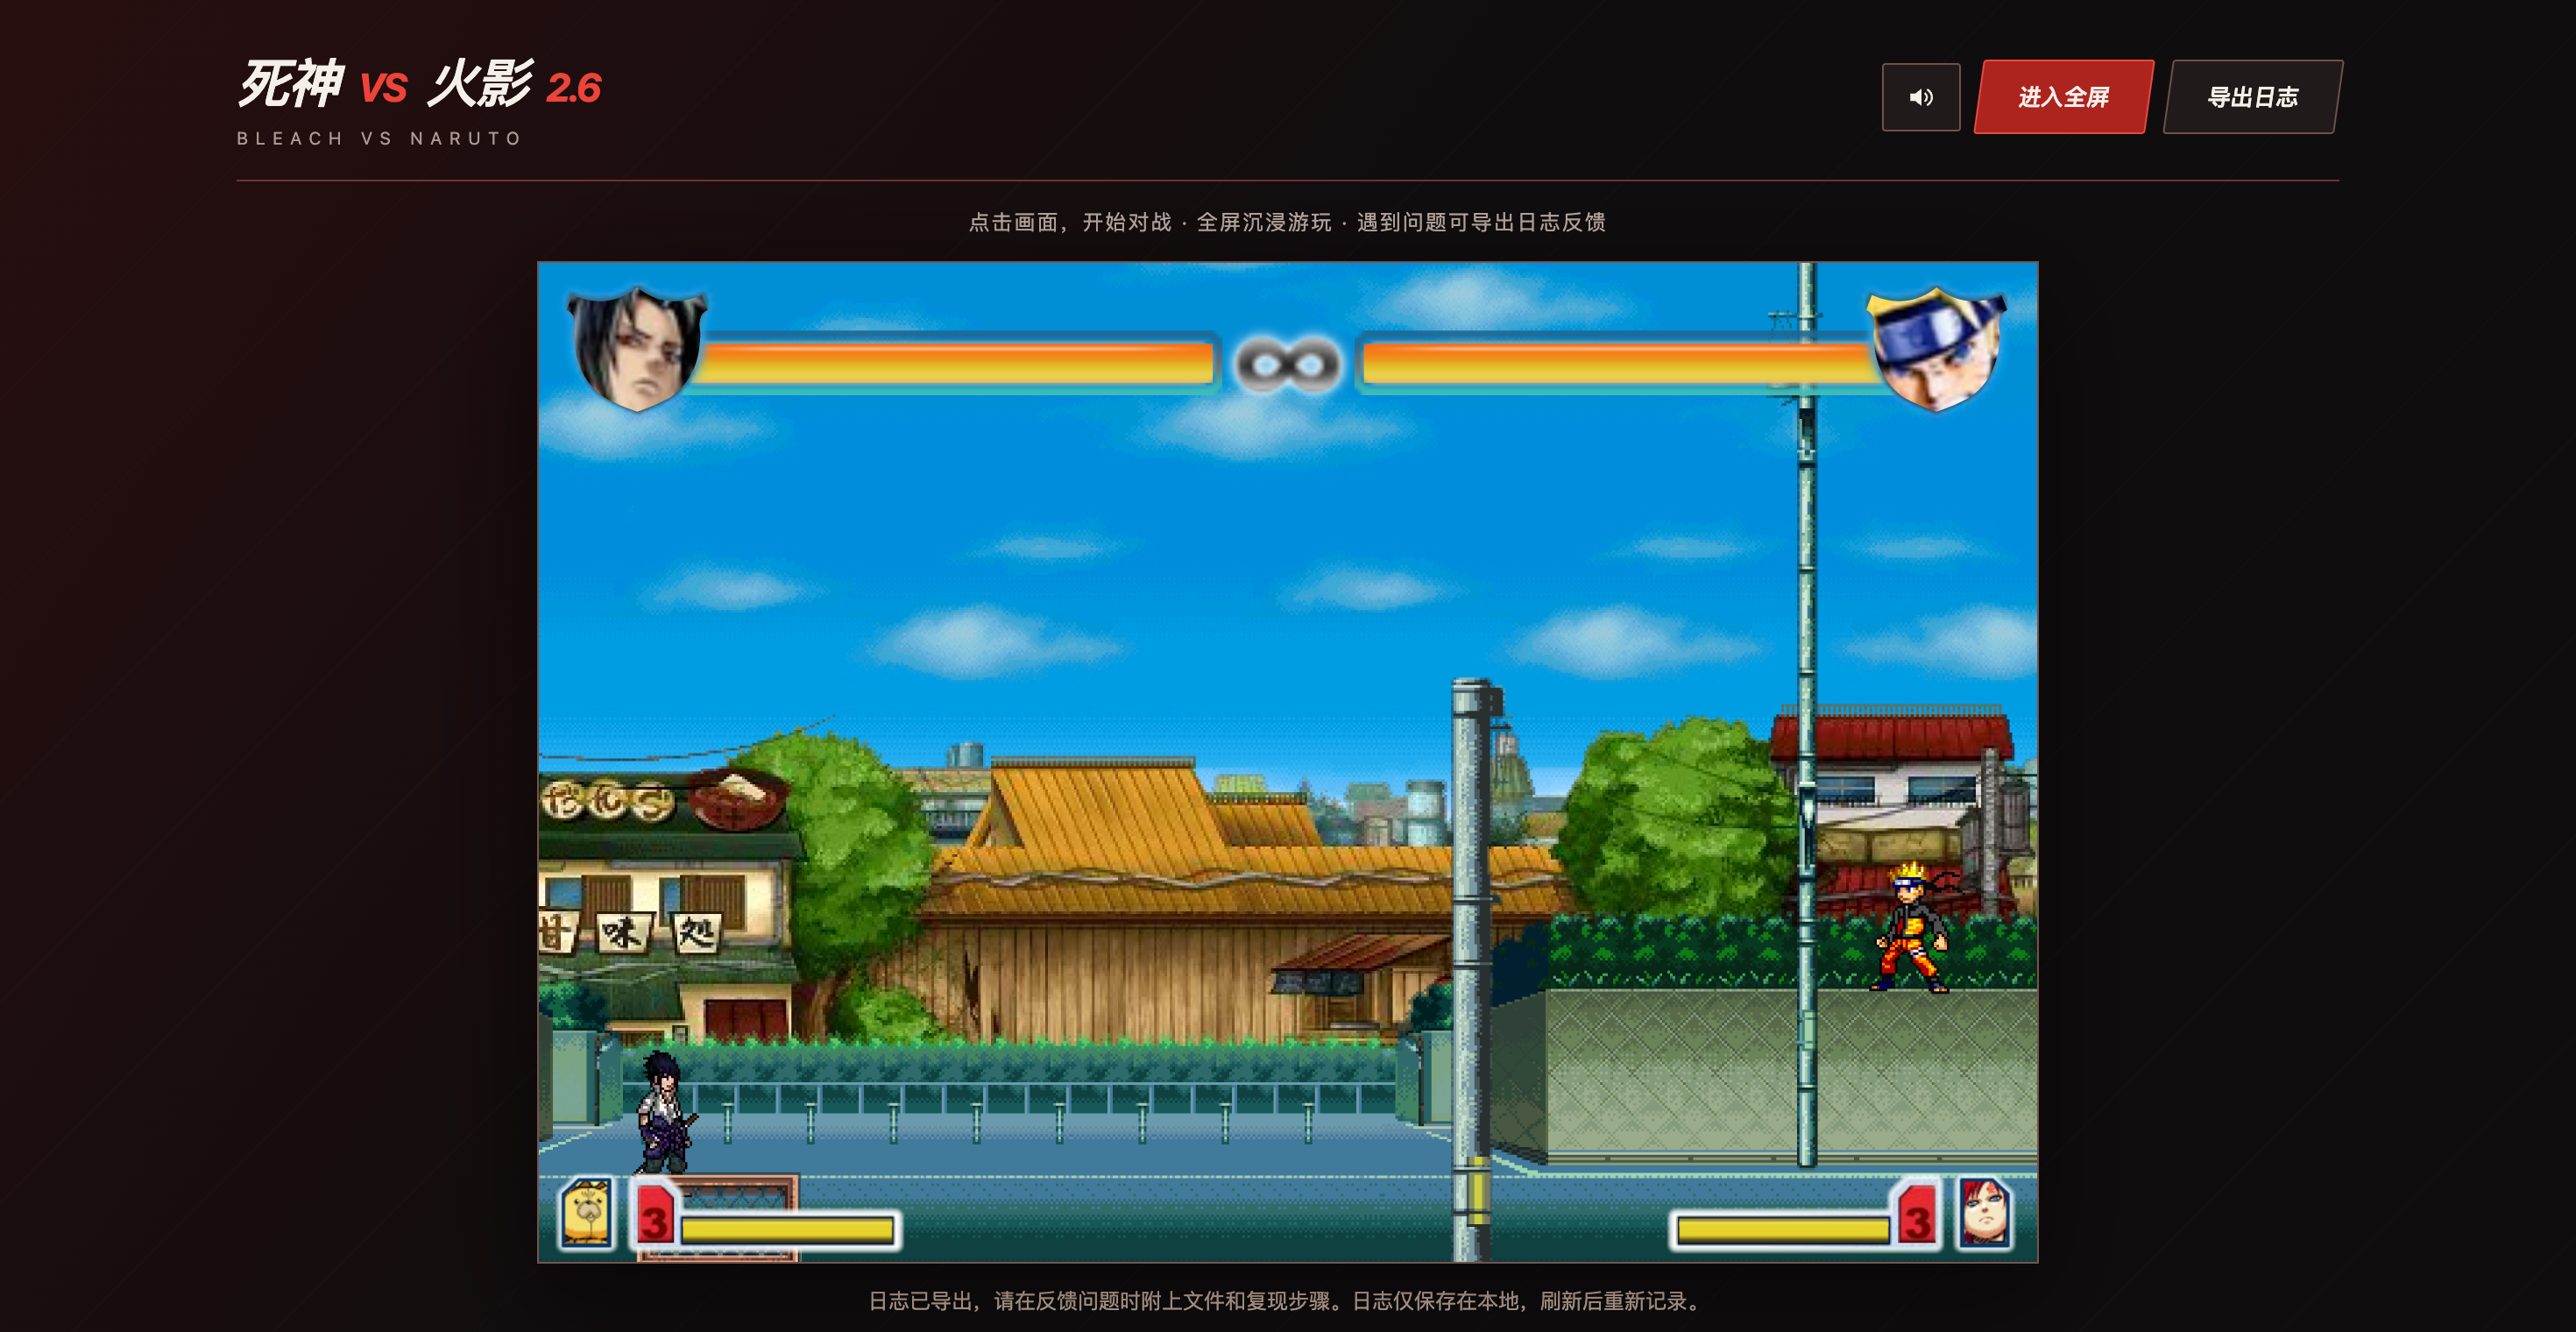 死神 VS 火影 2.6
BLEACH VS NARUTO
进入全屏
导出日志
点击画面，开始对战 · 全屏沉浸游玩 · 遇到问题可导出日志反馈
だんご
甘 味 処
3
3
日志已导出，请在反馈问题时附上文件和复现步骤。日志仅保存在本地，刷新后重新记录。